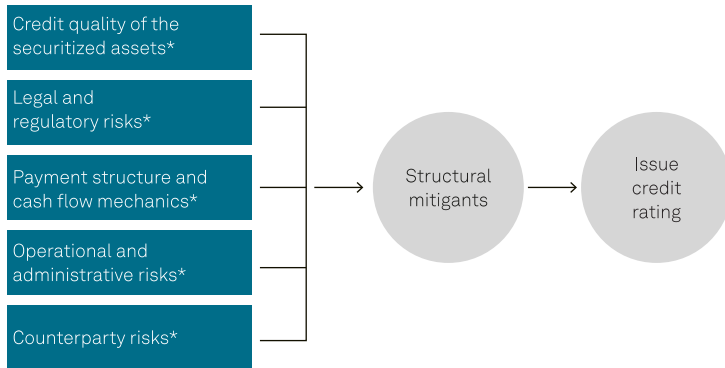 Credit quality of the
securitized assets*
Legal and
regulatory risks*
Payment structure and
cash flow mechanics*
Operational and
administrative risks*
Counterparty risks*
Structural
mitigants
Issue
credit
rating